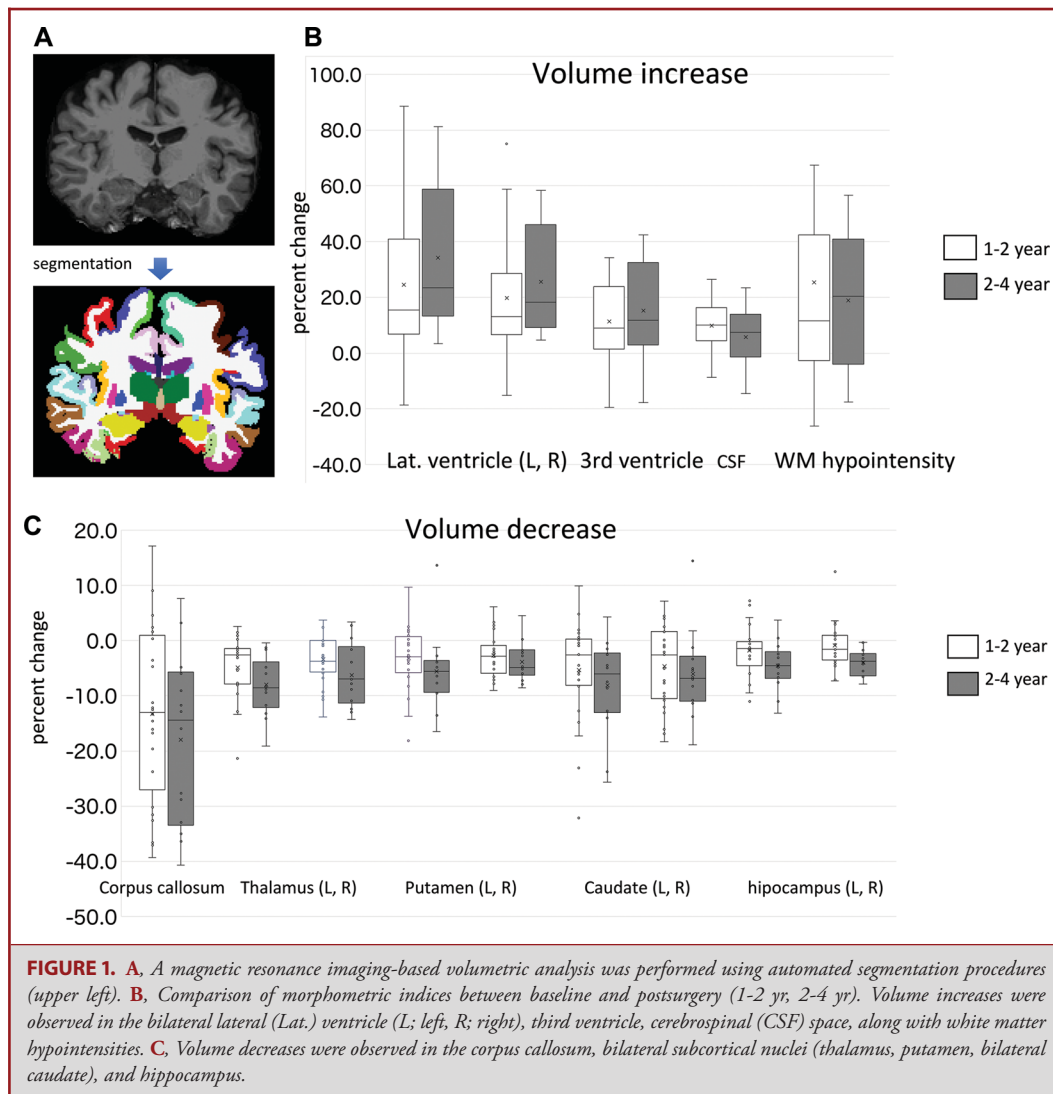 A
segmentation
B
Volume increase
100.0
80.0
60.0
40.0
20.0
0.0
-20.0
-40.0
percent change
Lat. ventricle (L, R) 3rd ventricle CSF WM hypointensity
1-2 year
2-4 year
C
Volume decrease
20.0
10.0
0.0
-10.0
-20.0
-30.0
-40.0
-50.0
percent change
Corpus callosum Thalamus (L, R) Putamen (L, R) Caudate (L, R) hipocampus (L, R)
1-2 year
2-4 year
FIGURE 1. A, A magnetic resonance imaging-based volumetric analysis was performed using automated segmentation procedures
(upper left). B, Comparison of morphometric indices between baseline and postsurgery (1-2 yr, 2-4 yr). Volume increases were
observed in the bilateral lateral (Lat.) ventricle (L; left, R; right), third ventricle, cerebrospinal (CSF) space, along with white matter
hypointensities. C, Volume decreases were observed in the corpus callosum, bilateral subcortical nuclei (thalamus, putamen, bilateral
caudate), and hippocampus.